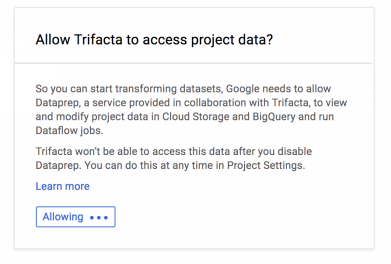 Allow Trifacta to access project data?
So you can start transforming datasets, Google needs to allow
Dataprep, a service provided in collaboration with Trifacta, to view
and modify project data in Cloud Storage and BigQuery and run
Dataflow jobs.
Trifacta won't be able to access this data after you disable
Dataprep. You can do this at any time in Project Settings.
Learn more
Allowing •••